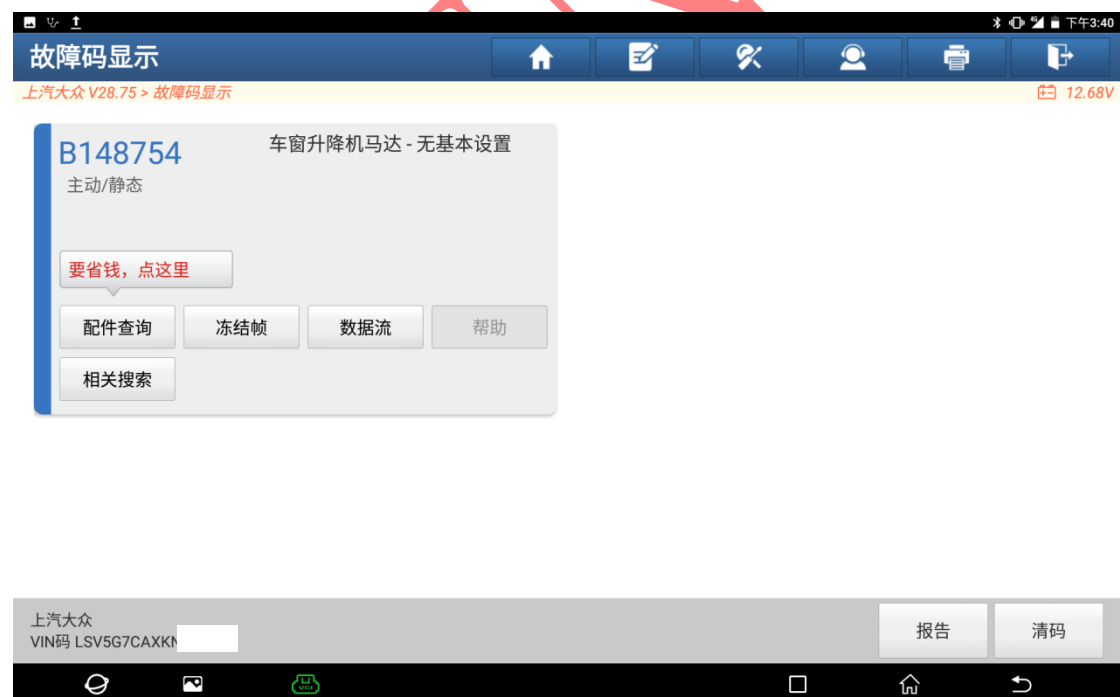 下午3:40
故障码显示
上汽大众 V28.75 > 故障码显示
12.68V
B148754
车窗升降机马达 - 无基本设置
主动/静态
要省钱，点这里
配件查询
冻结帧
数据流
帮助
相关搜索
上汽大众
VIN码 LSV5G7CAXKN
报告
清码
VCI